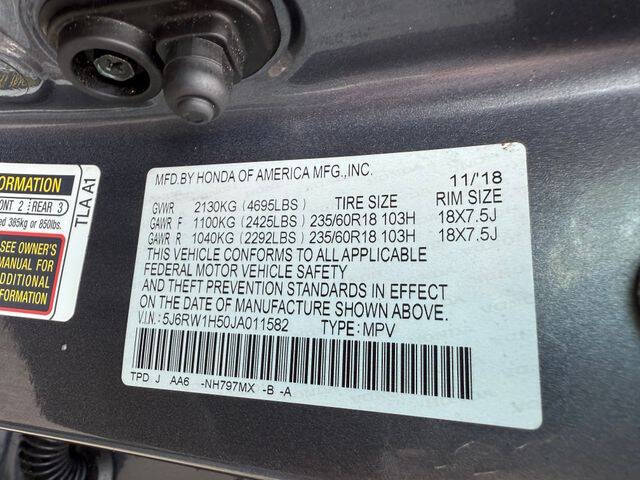 MFD.BY HONDA OF AMERICA MFG.,INC. 11/'18
GVWR 2130KG (4695LBS) TIRE SIZE RIM SIZE
GAWR F 1100KG (2425LBS) 235/60R18 103H 18X7.5J
GAWR R 1040KG (2292LBS) 235/60R18 103H 18X7.5J
THIS VEHICLE CONFORMS TO ALL APPLICABLE
FEDERAL MOTOR VEHICLE SAFETY
AND THEFT PREVENTION STANDARDS IN EFFECT
ON THE DATE OF MANUFACTURE SHOWN ABOVE.
V.I.N.: 5J6RW1H50JA011582 TYPE: MPV
TPD J AA6 -NH797MX -B -A
ORMATION
ONT 2 REAR 3
ed 385kg or 850lbs.
SEE OWNER'S
MANUAL FOR
ADDITIONAL
INFORMATION
TLA A1